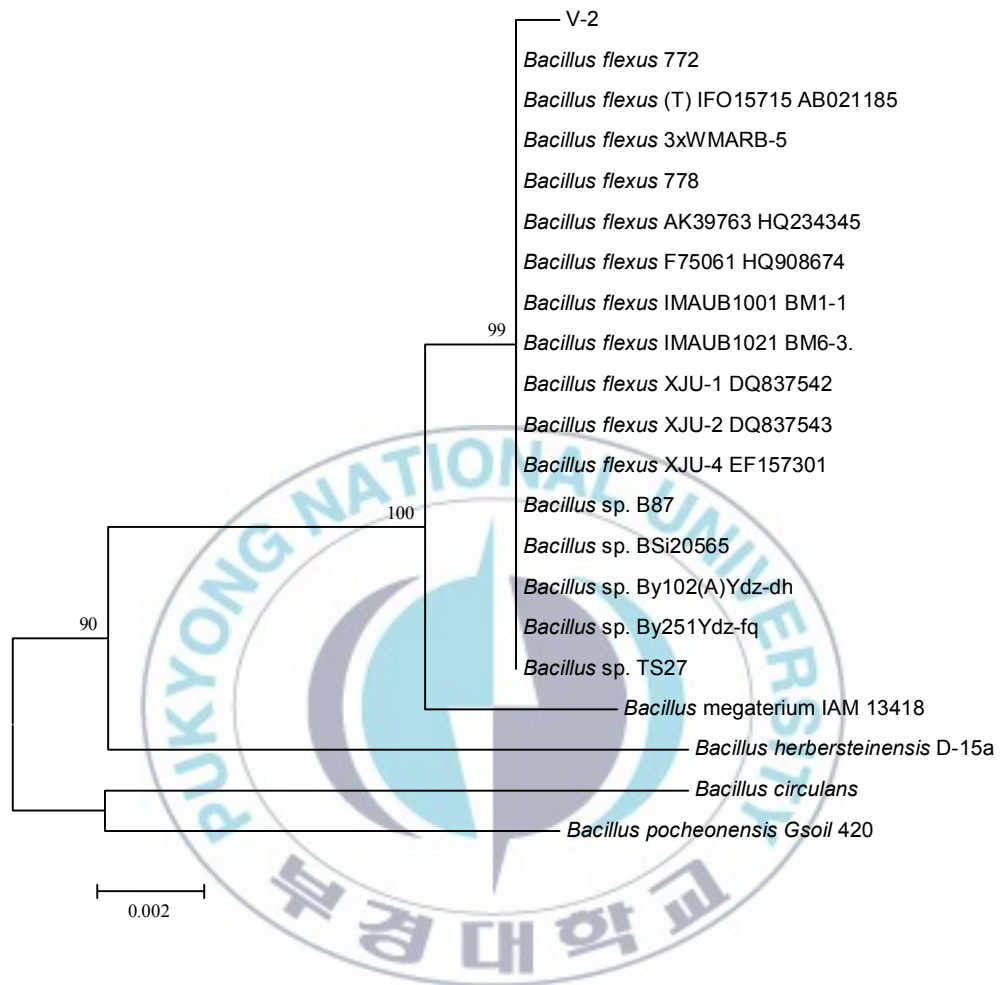 V-2
Bacillus flexus 772
Bacillus flexus (T) IFO15715 AB021185
Bacillus flexus 3xWMARB-5
Bacillus flexus 778
Bacillus flexus AK39763 HQ234345
Bacillus flexus F75061 HQ908674
Bacillus flexus IMAUB1001 BM1-1
99
Bacillus flexus IMAUB1021 BM6-3.
Bacillus flexus XJU-1 DQ837542
Bacillus flexus XJU-2 DQ837543
Bacillus flexus XJU-4 EF157301
100
Bacillus sp. B87
Bacillus sp. BSi20565
Bacillus sp. By102(A)Ydz-dh
90
Bacillus sp. By251Ydz-fq
Bacillus sp. TS27
Bacillus megaterium IAM 13418
Bacillus herbersteinensis D-15a
Bacillus circulans
Bacillus pocheonensis Gsoil 420
0.002
PUKYONG NATIONAL UNIVERSITY
부경대학교